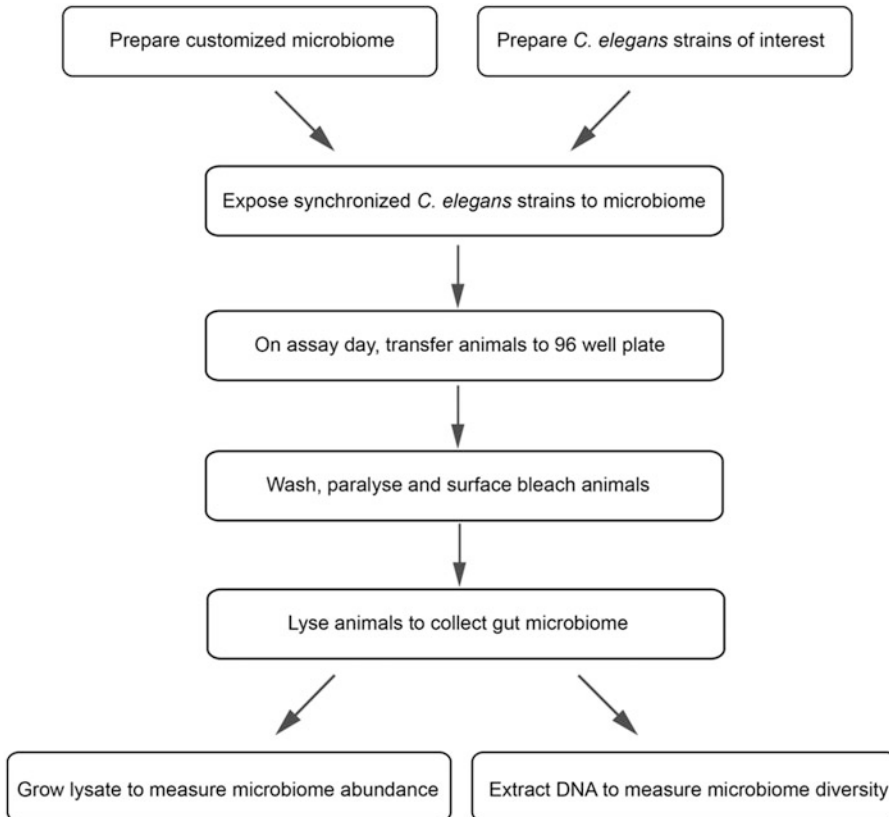 Prepare customized microbiome
Prepare C. elegans strains of interest
Expose synchronized C. elegans strains to microbiome
On assay day, transfer animals to 96 well plate
Wash, paralyse and surface bleach animals
Lyse animals to collect gut microbiome
Grow lysate to measure microbiome abundance
Extract DNA to measure microbiome diversity